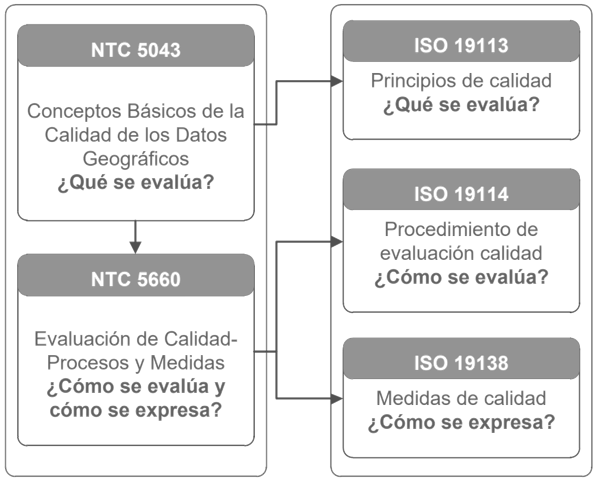 NTC 5043
Conceptos Básicos de la
Calidad de los Datos
Geográficos
¿Qué se evalúa?
NTC 5660
Evaluación de Calidad-
Procesos y Medidas
¿Cómo se evalúa y
cómo se expresa?
ISO 19113
Principios de calidad
¿Qué se evalúa?
ISO 19114
Procedimiento de
evaluación calidad
¿Cómo se evalúa?
ISO 19138
Medidas de calidad
¿Cómo se expresa?